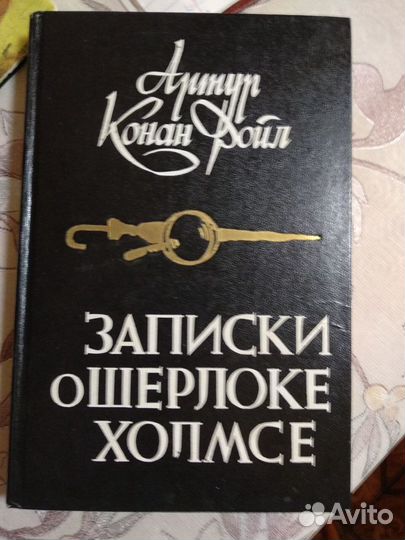 Артур
Конан Дойл
ЗАПИСКИ
О ШЕРЛОКЕ
ХОЛМСЕ
Avito